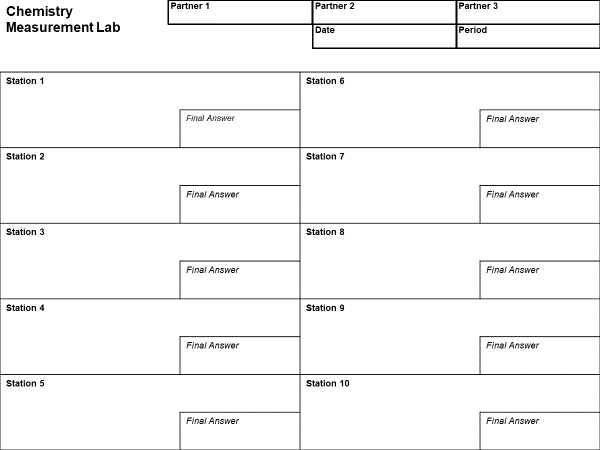 Chemistry
Measurement Lab
Partner 1
Partner 2
Partner 3
Date
Period
Station 1
Final Answer
Station 6
Final Answer
Station 2
Final Answer
Station 7
Final Answer
Station 3
Final Answer
Station 8
Final Answer
Station 4
Final Answer
Station 9
Final Answer
Station 5
Final Answer
Station 10
Final Answer